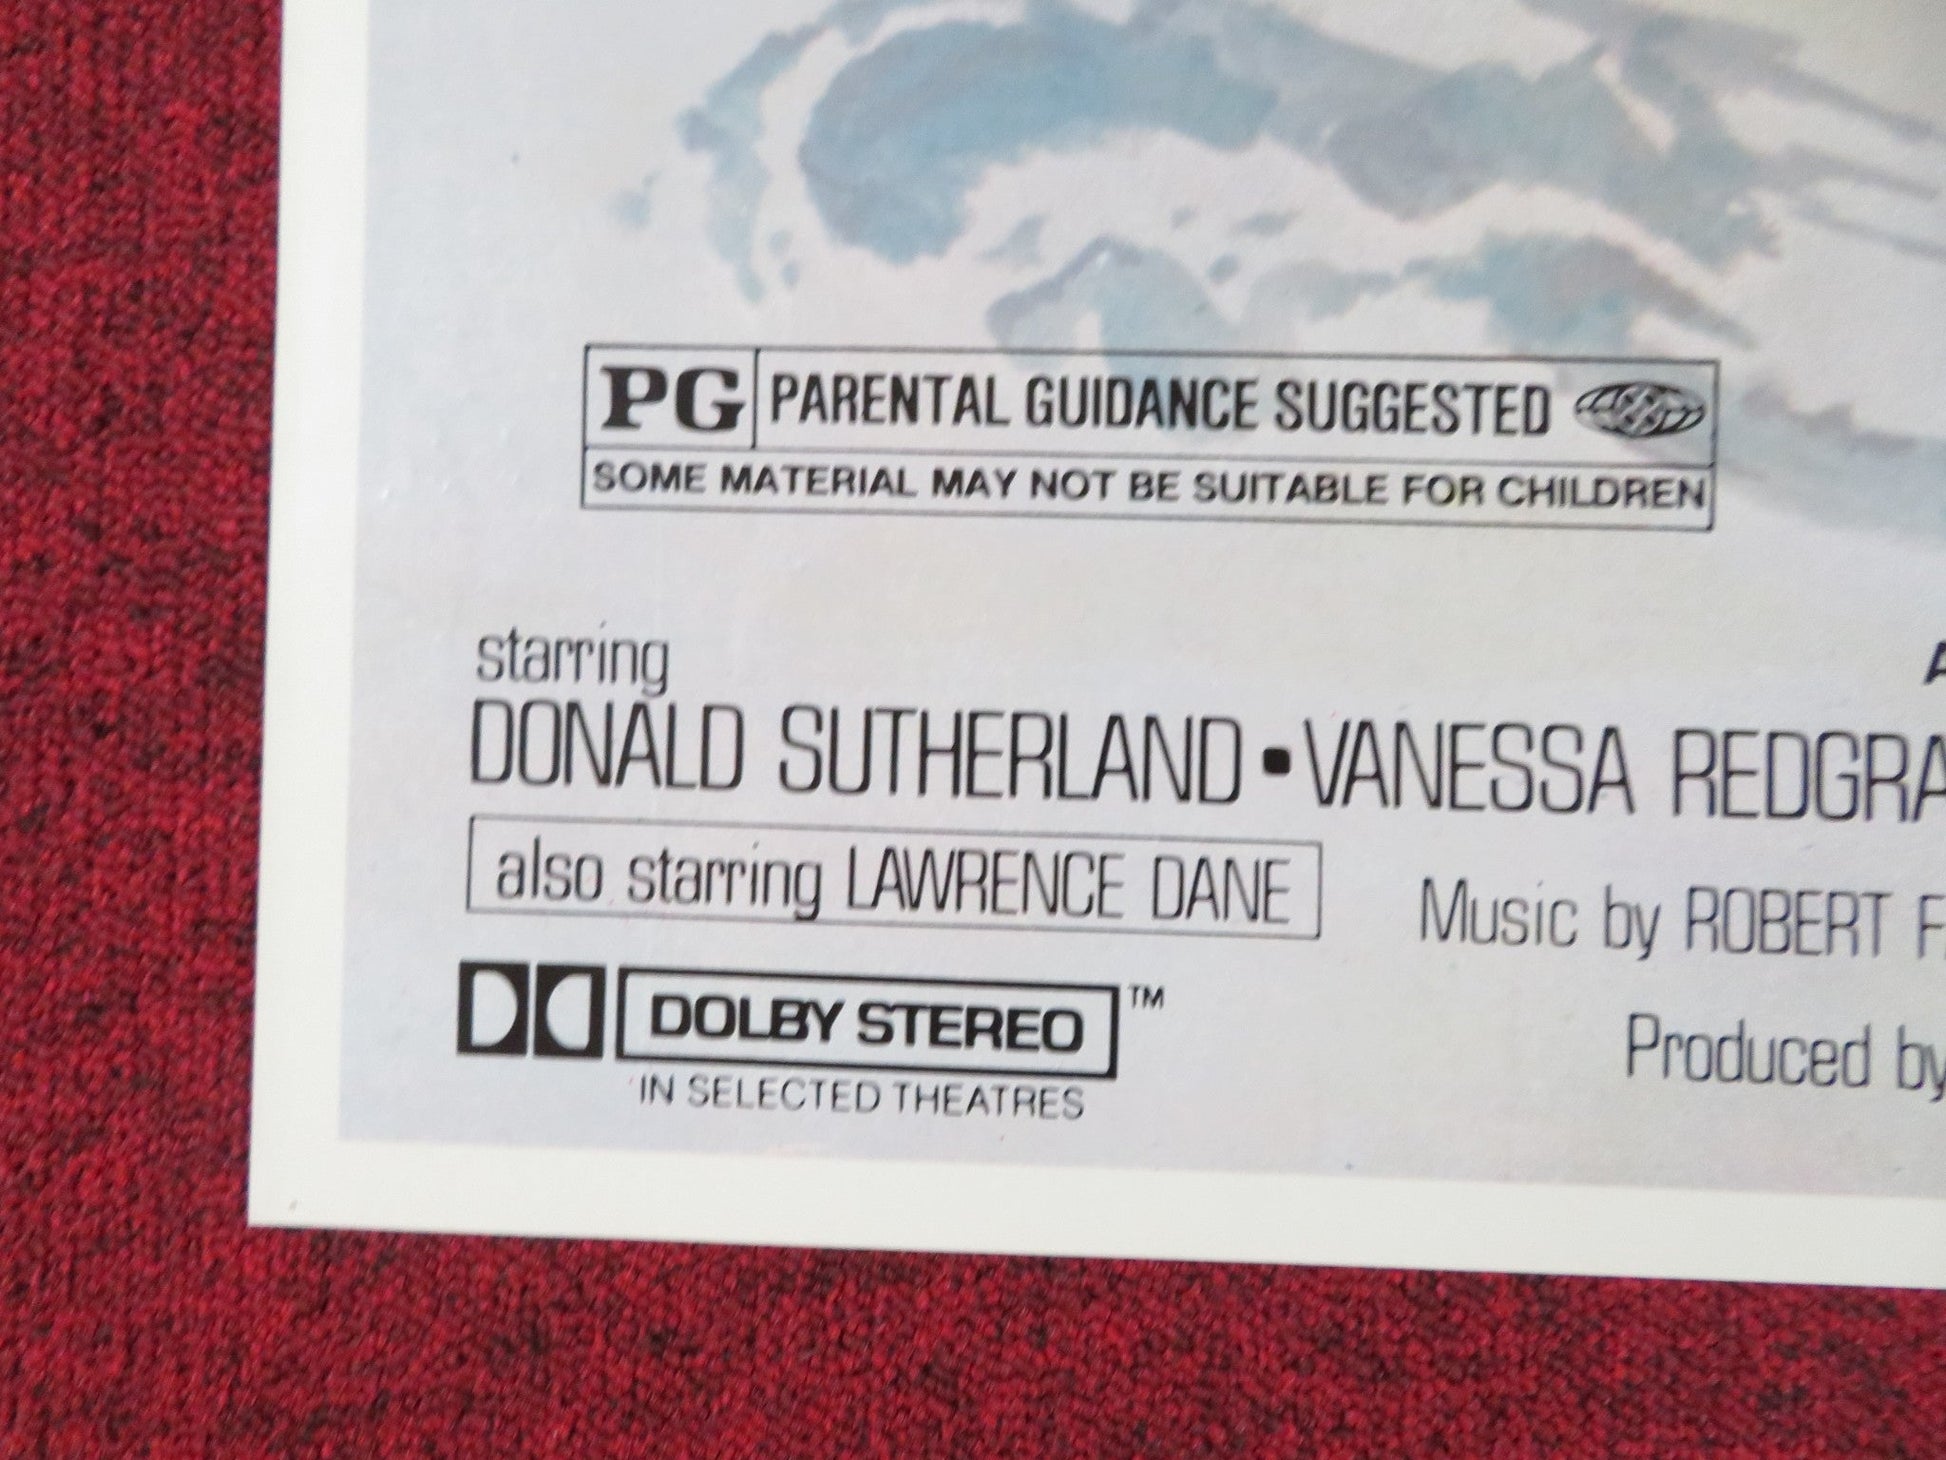 PG PARENTAL GUIDANCE SUGGESTED
SOME MATERIAL MAY NOT BE SUITABLE FOR CHILDREN
starring
DONALD SUTHERLAND • VANESSA
also starring LAWRENCE DANE
Music by ROBERT
DOLBY STEREO ™
IN SELECTED THEATRES
Produced by